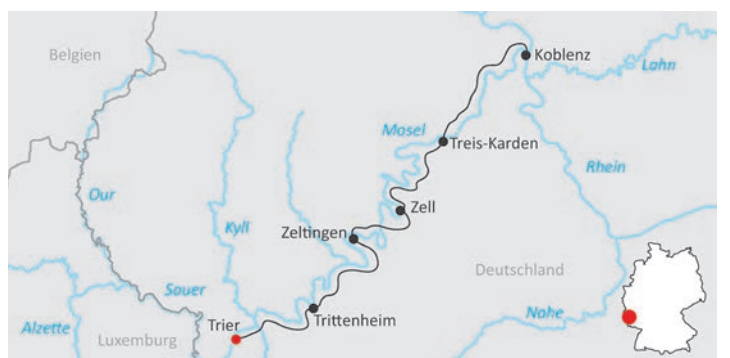 Belgien
Koblenz
Lahn
Mosel
Treis-Karden
Rhein
Our
Zell
Kyll
Zeltingen
Deutschland
Sauer
Nahe
Alzette
Trier
Trittenheim
Luxemburg